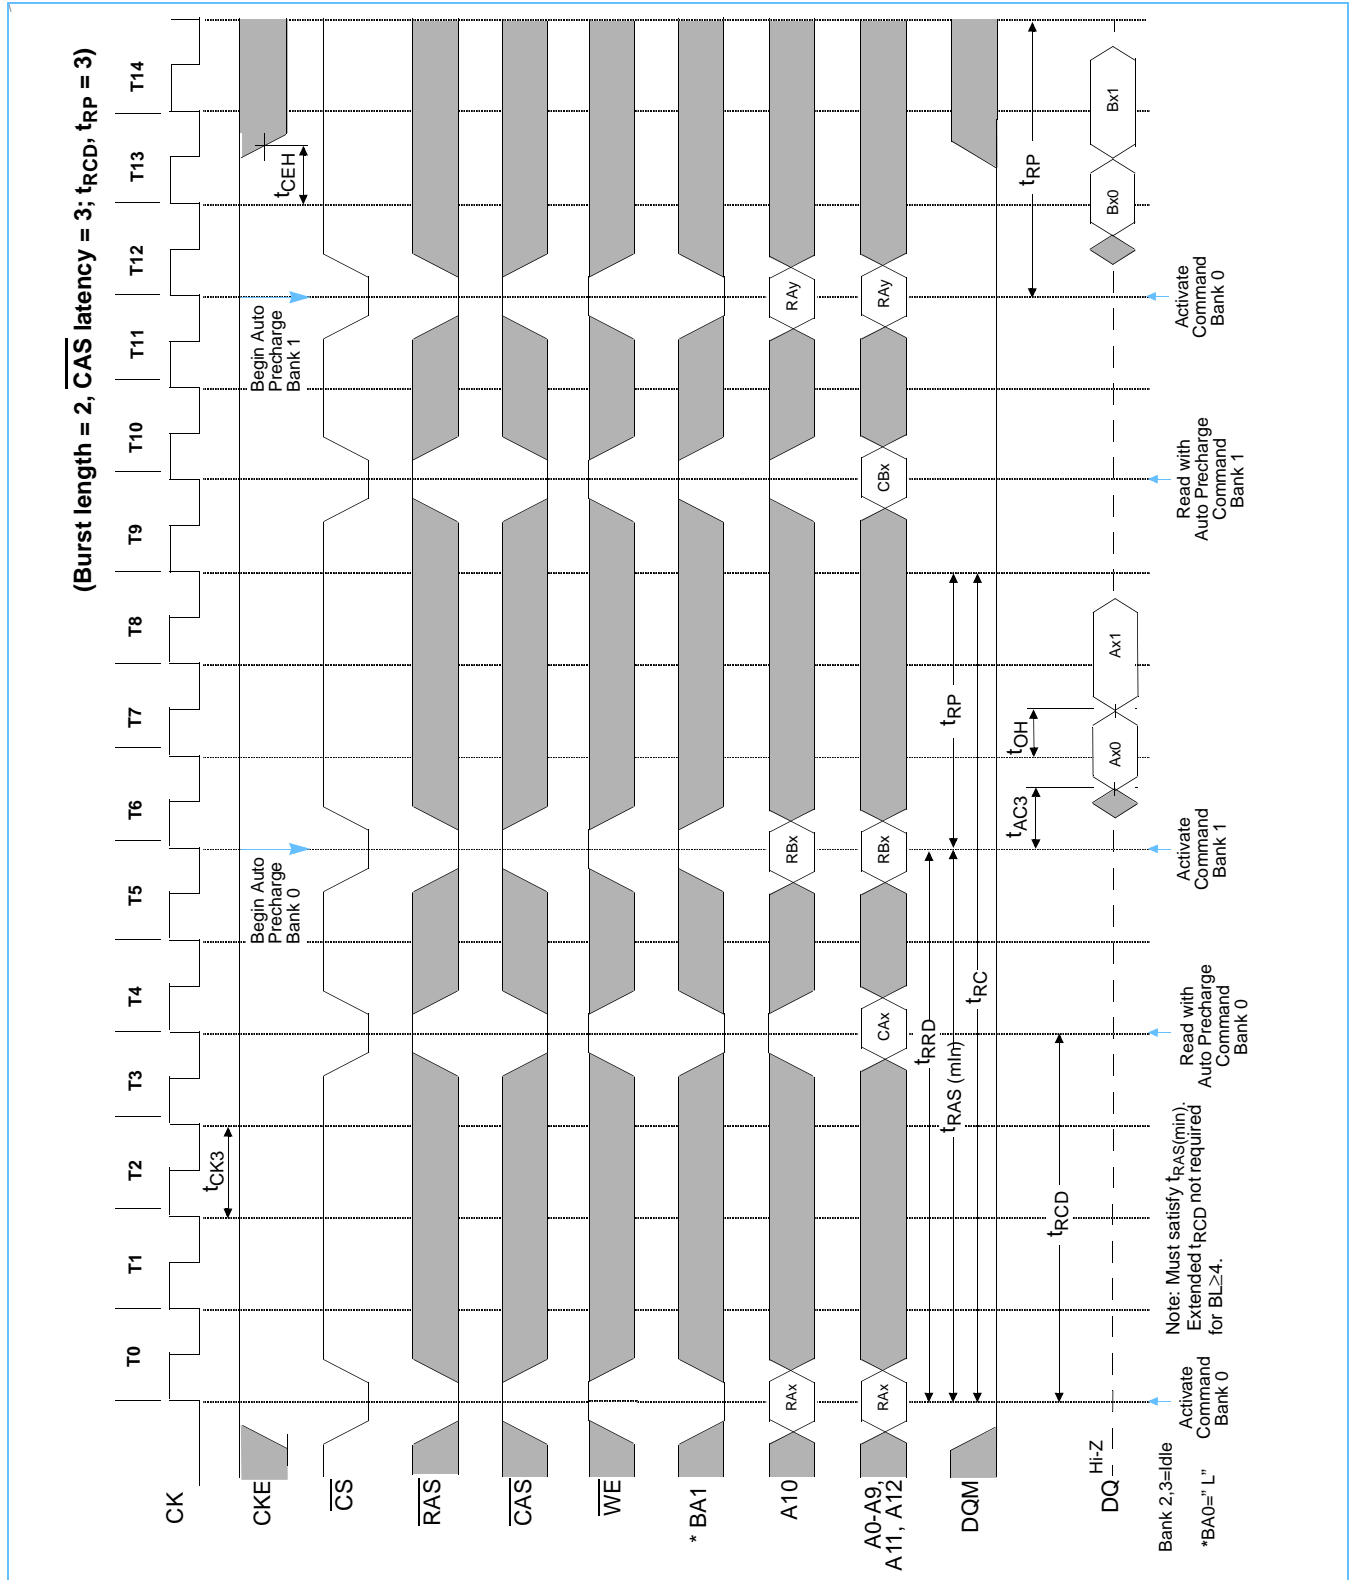 (Burst length = 2, CAS latency = 3; tRCD, tRP = 3)
T0 T1 T2 T3 T4 T5 T6 T7 T8 T9 T10 T11 T12 T13 T14
CK
tCK3
CKE
Begin Auto
Precharge
Bank 0
Begin Auto
Precharge
Bank 1
tCEH
CS
RAS
CAS
WE
* BA1
A10
RAx RBx RAy
A0-A9,
A11, A12
RAx CAx RBx CBx RAy
tRRD
tRAS (mIn)
tRP
tRC
DQM
tRCD
tAC3
tOH
tRP
Hi-Z
DQ
Ax0 Ax1 Bx0 Bx1
Activate
Command
Bank 0
Note: Must satisfy tRAS(min).
Extended tRCD not required
for BL≥4.
Read with
Auto Precharge
Command
Bank 0
Activate
Command
Bank 1
Read with
Auto Precharge
Command
Bank 1
Activate
Command
Bank 0
Bank 2,3=Idle
*BA0=” L”